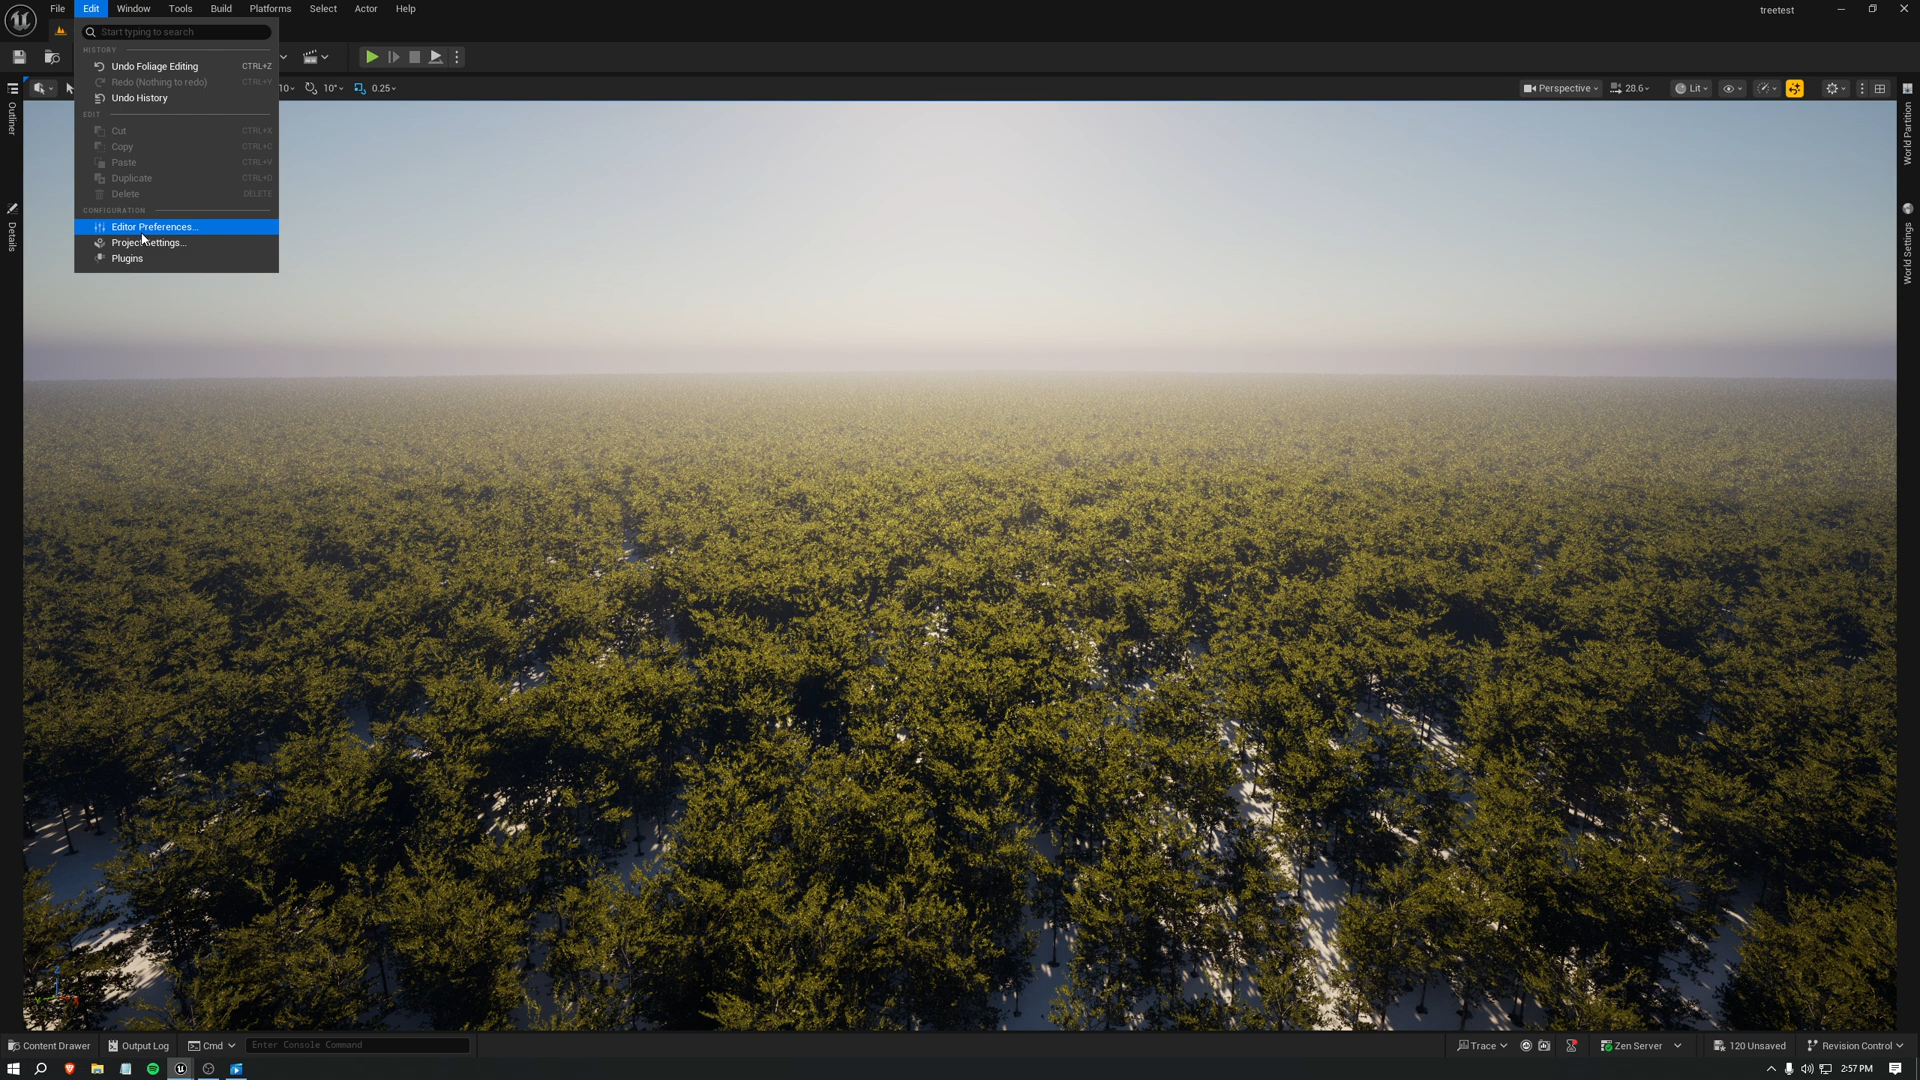 File Edit Window Tools Build Platforms Select Actor Help treetest
Start typing to search
HISTORY
Undo Foliage Editing CTRL+Z
Redo (Nothing to redo) CTRL+Y
Undo History
EDIT
Cut CTRL+X
Copy CTRL+C
Paste CTRL+V
Duplicate CTRL+D
Delete DELETE
CONFIGURATION
Editor Preferences...
Project Settings...
Plugins
10 10° 0.25 Perspective 28.6 Lit
Outliner
Details
World Partition
World Settings
Content Drawer Output Log Cmd Enter Console Command Trace Zen Server 120 Unsaved Revision Control
2:57 PM